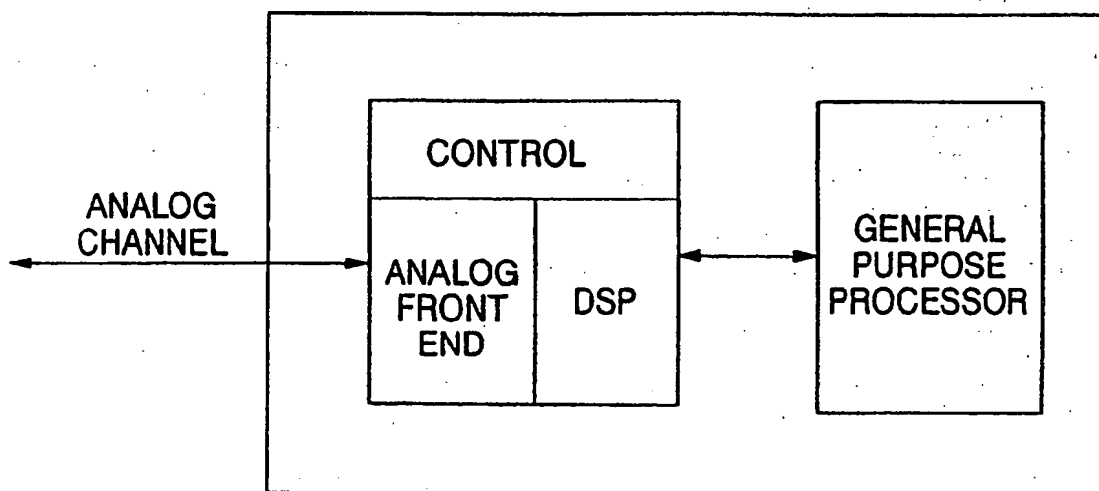 CONTROL
ANALOG
CHANNEL
ANALOG
FRONT
END
DSP
GENERAL
PURPOSE
PROCESSOR